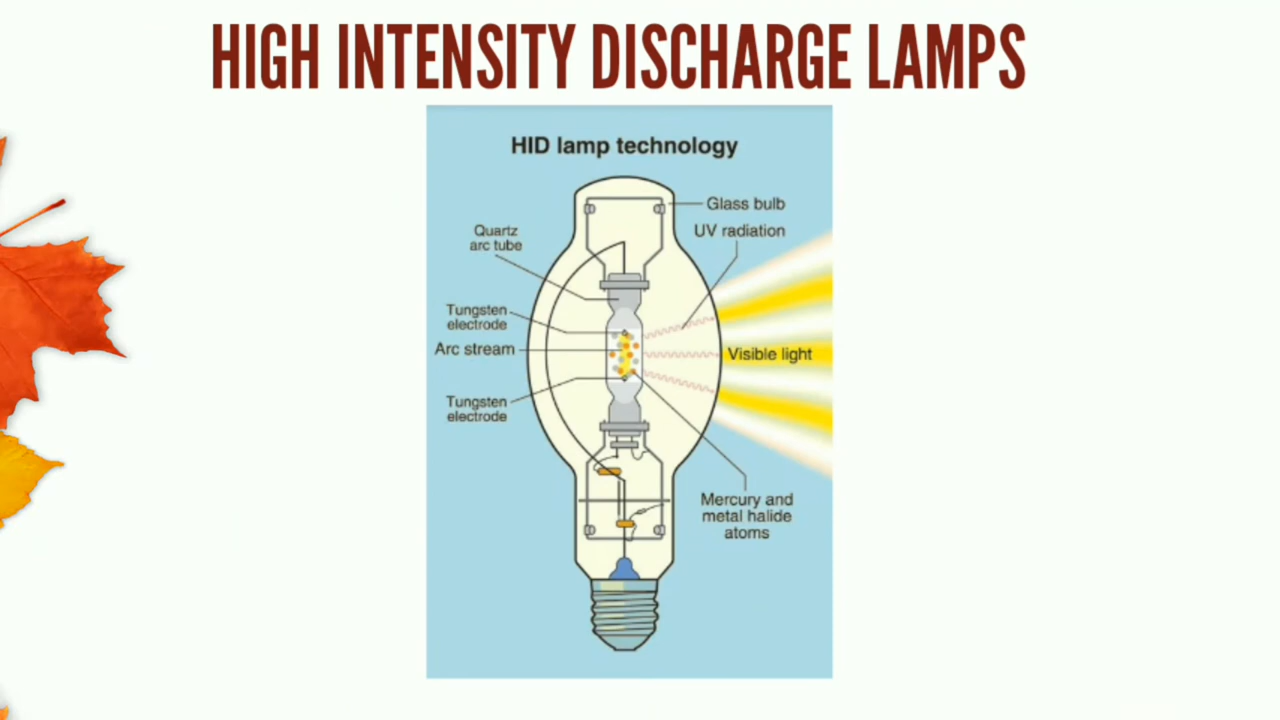 HIGH INTENSITY DISCHARGE LAMPS
HID lamp technology
Glass bulb
UV radiation
Quartz
arc tube
Tungsten
electrode
Arc stream
Visible light
Tungsten
electrode
Mercury and
metal halide
atoms